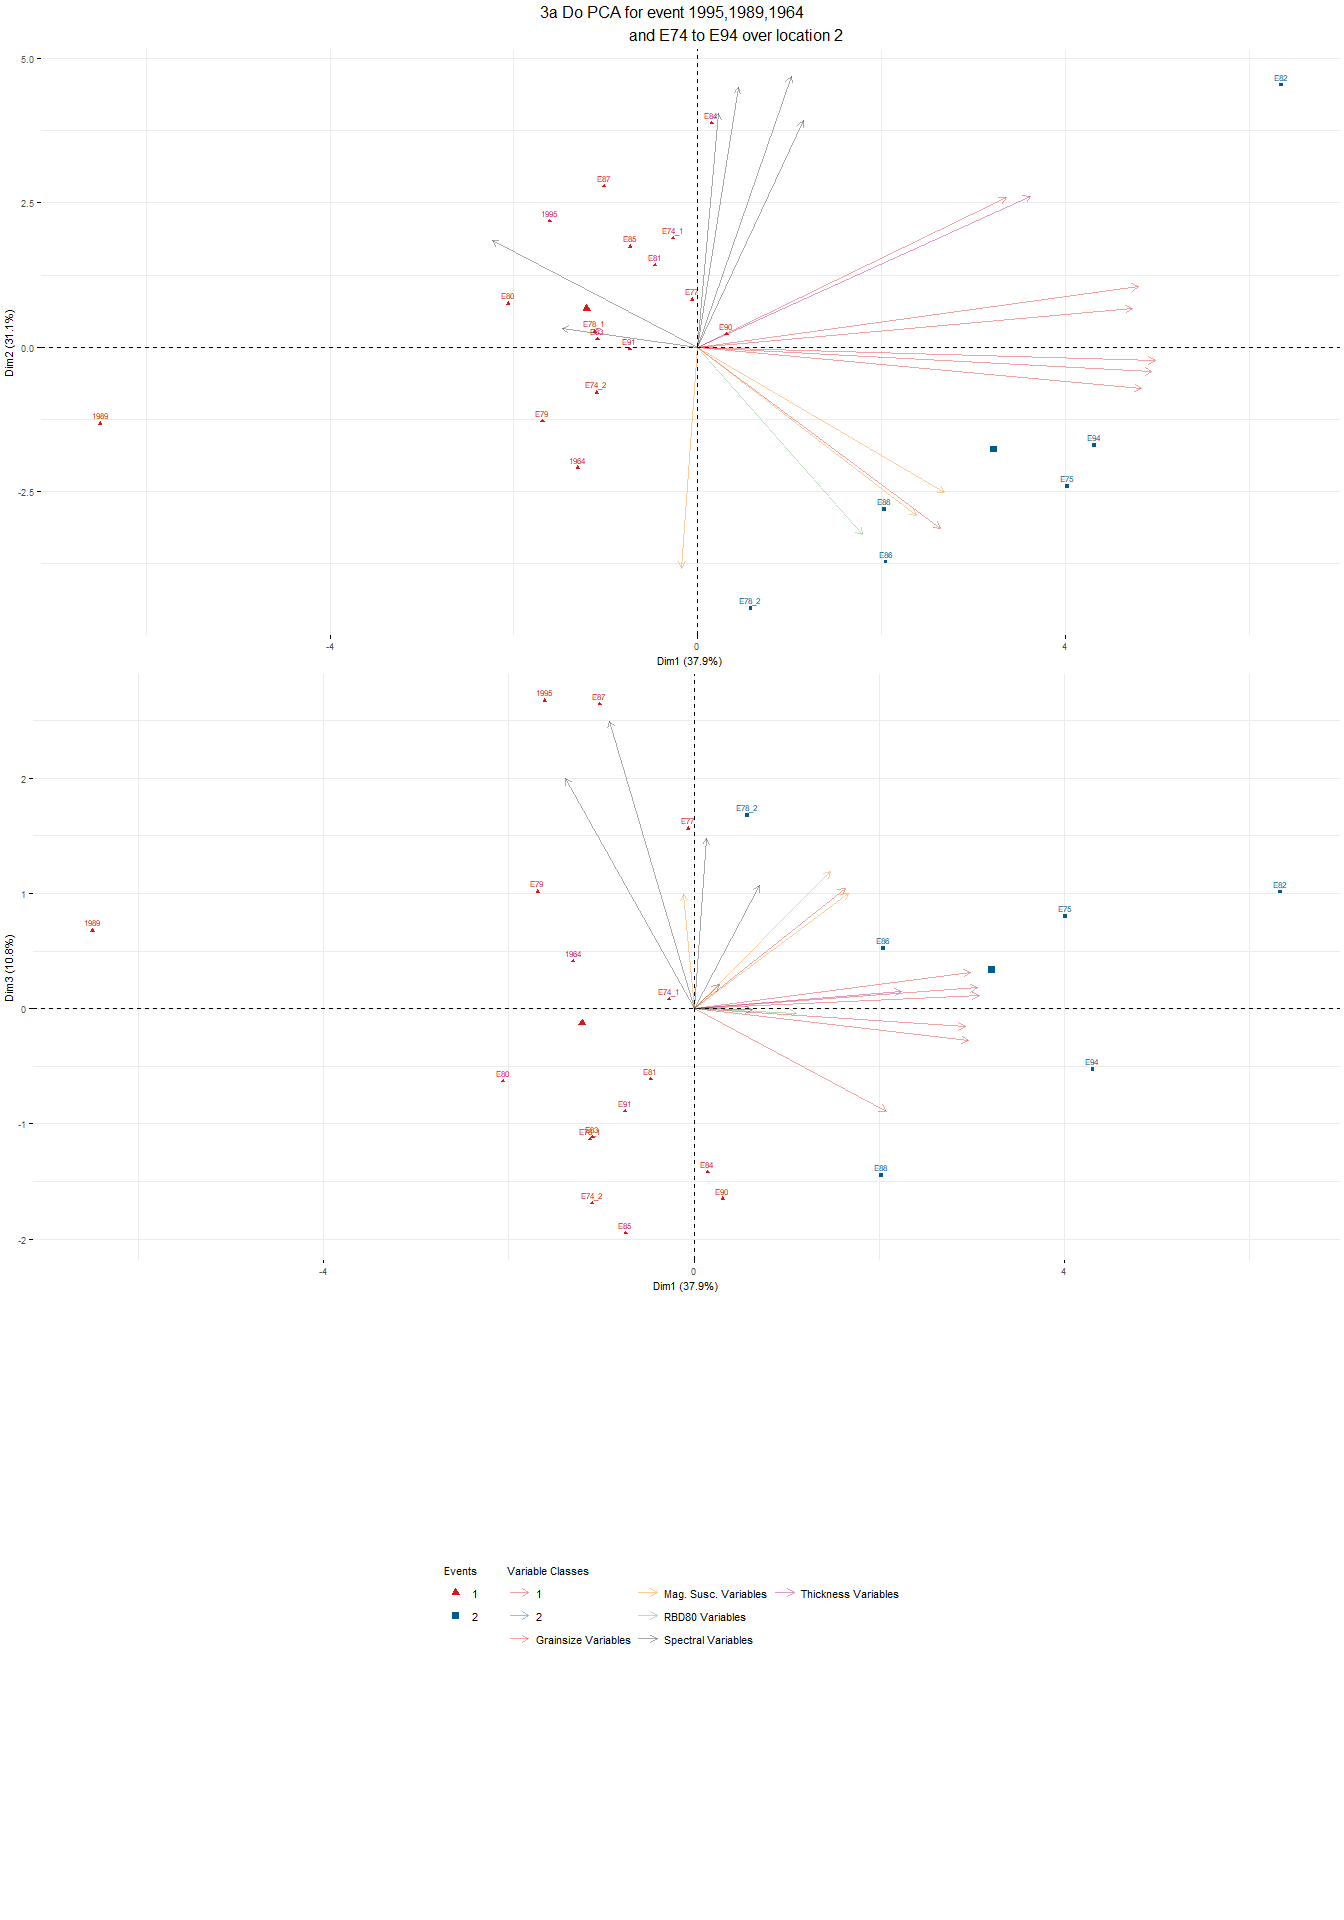 3a Do PCA for event 1995,1989,1964
and E74 to E94 over location 2
5.0
2.5
0.0
-2.5
Dim2 (31.1%)
E82
E84
E87
1995
E74_1
E85
E81
E80
E77
E78_1
E90
E91
E74_2
1989
E79
1964
E94
E75
E88
E86
E78_2
-4
0
4
Dim1 (37.9%)
1995
E87
2
E78_2
E77
1
E79
E82
E75
1989
E86
1964
E74_1
Dim3 (10.8%)
0
E94
E80
E81
E91
-1
E83
E78_1
E84
E88
E90
E74_2
E85
-2
-4
0
4
Dim1 (37.9%)
Events
Variable Classes
1
1
Mag. Susc. Variables
Thickness Variables
2
2
RBD80 Variables
Grainsize Variables
Spectral Variables